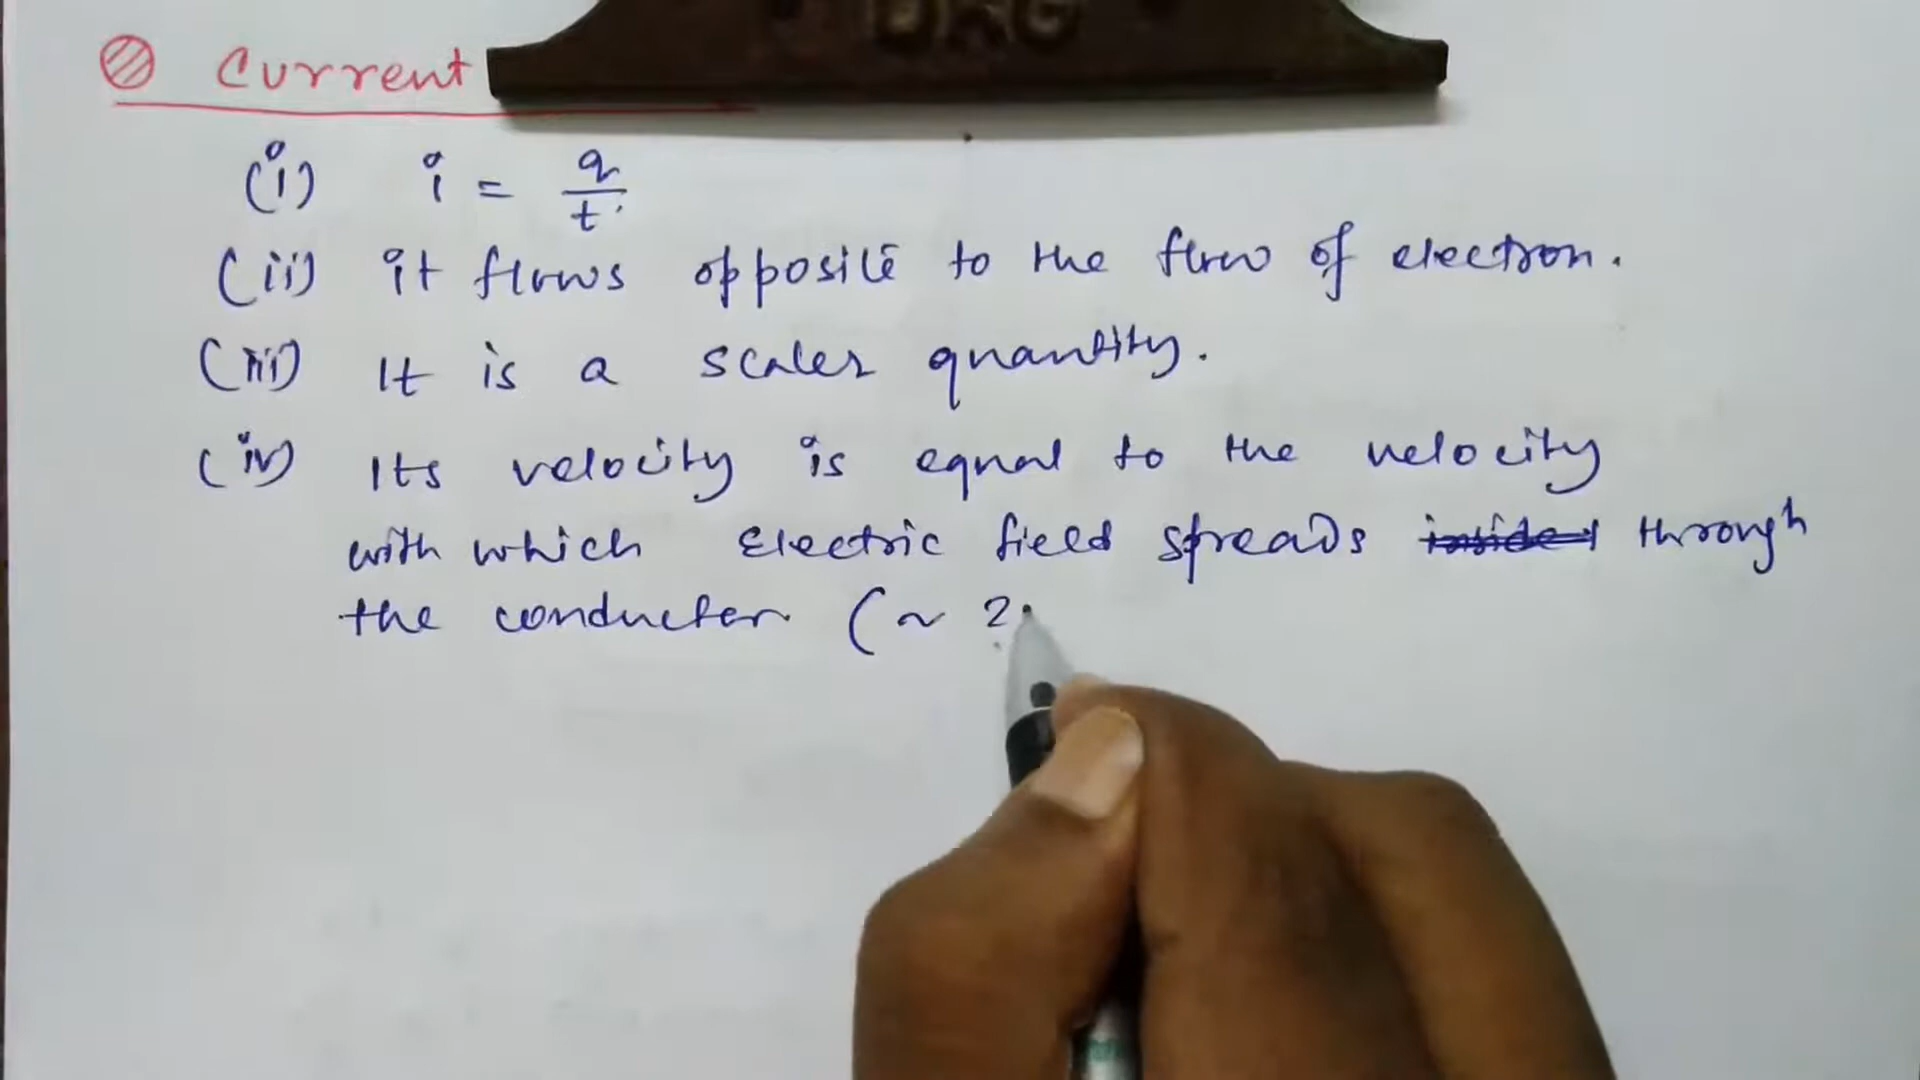 Current
(i) i = q/t
(ii) it flows opposite to the flow of electron.
(iii) It is a scaler quantity.
(iv) Its velocity is equal to the velocity
with which Electric field spreads inside through
the conductor (~ 2